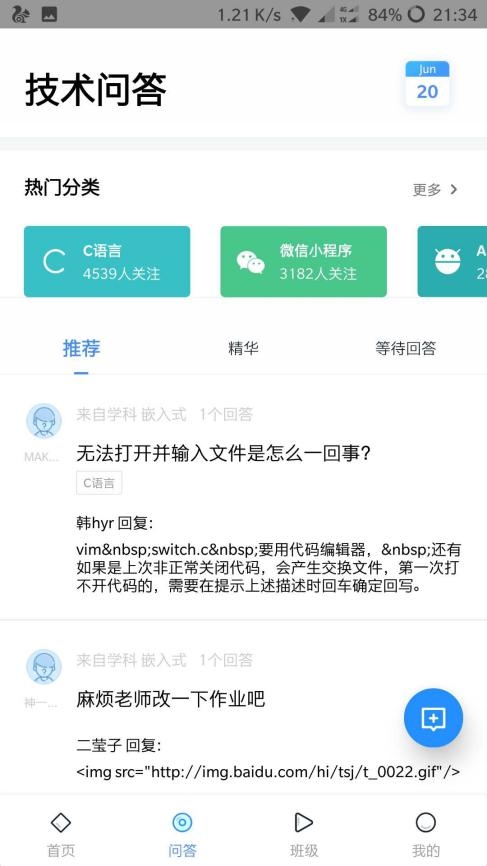 1.21 K/s 4G 1X 84% 21:34
技术问答
Jun
20
热门分类
更多
C语言
4539人关注
微信小程序
3182人关注
A
28
推荐
精华
等待回答
来自学科 嵌入式 1个回答
MAK...
无法打开并输入文件是怎么一回事?
C语言
韩hyr 回复:
vim&nbsp;switch.c&nbsp;要用代码编辑器，&nbsp;还有
如果是上次非正常关闭代码，会产生交换文件，第一次打
不开代码的，需要在提示上述描述时回车确定回写。
来自学科 嵌入式 1个回答
神一...
麻烦老师改一下作业吧
二莹子 回复:
<img src="http://img.baidu.com/hi/tsj/t_0022.gif"/>
首页
问答
班级
我的